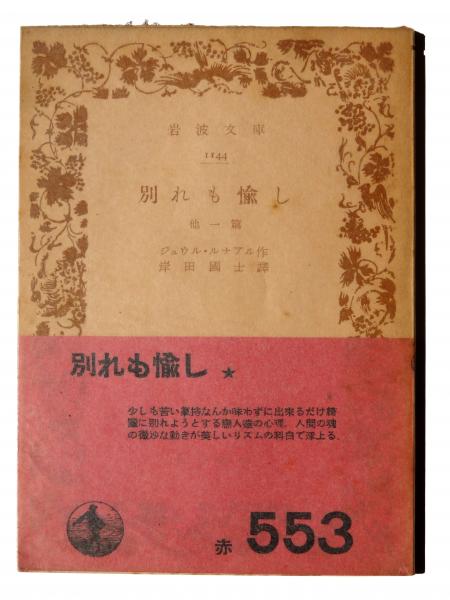 岩波文庫
1144
別れも愉し
他一篇
ジュウル・ルナアル作
岸田國士譯
別れも愉し ★
少しも苦い氣持なんか味わずに出来るだけ綺
麗に別れようとする戀人達の心理、人間の魂
の微妙な動きが美しいリズムの科白で浮上る。
赤 553